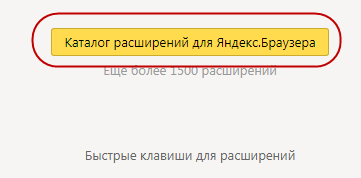 Каталог расширений для Яндекс.Браузера
Еще более 1500 расширений
Быстрые клавиши для расширений